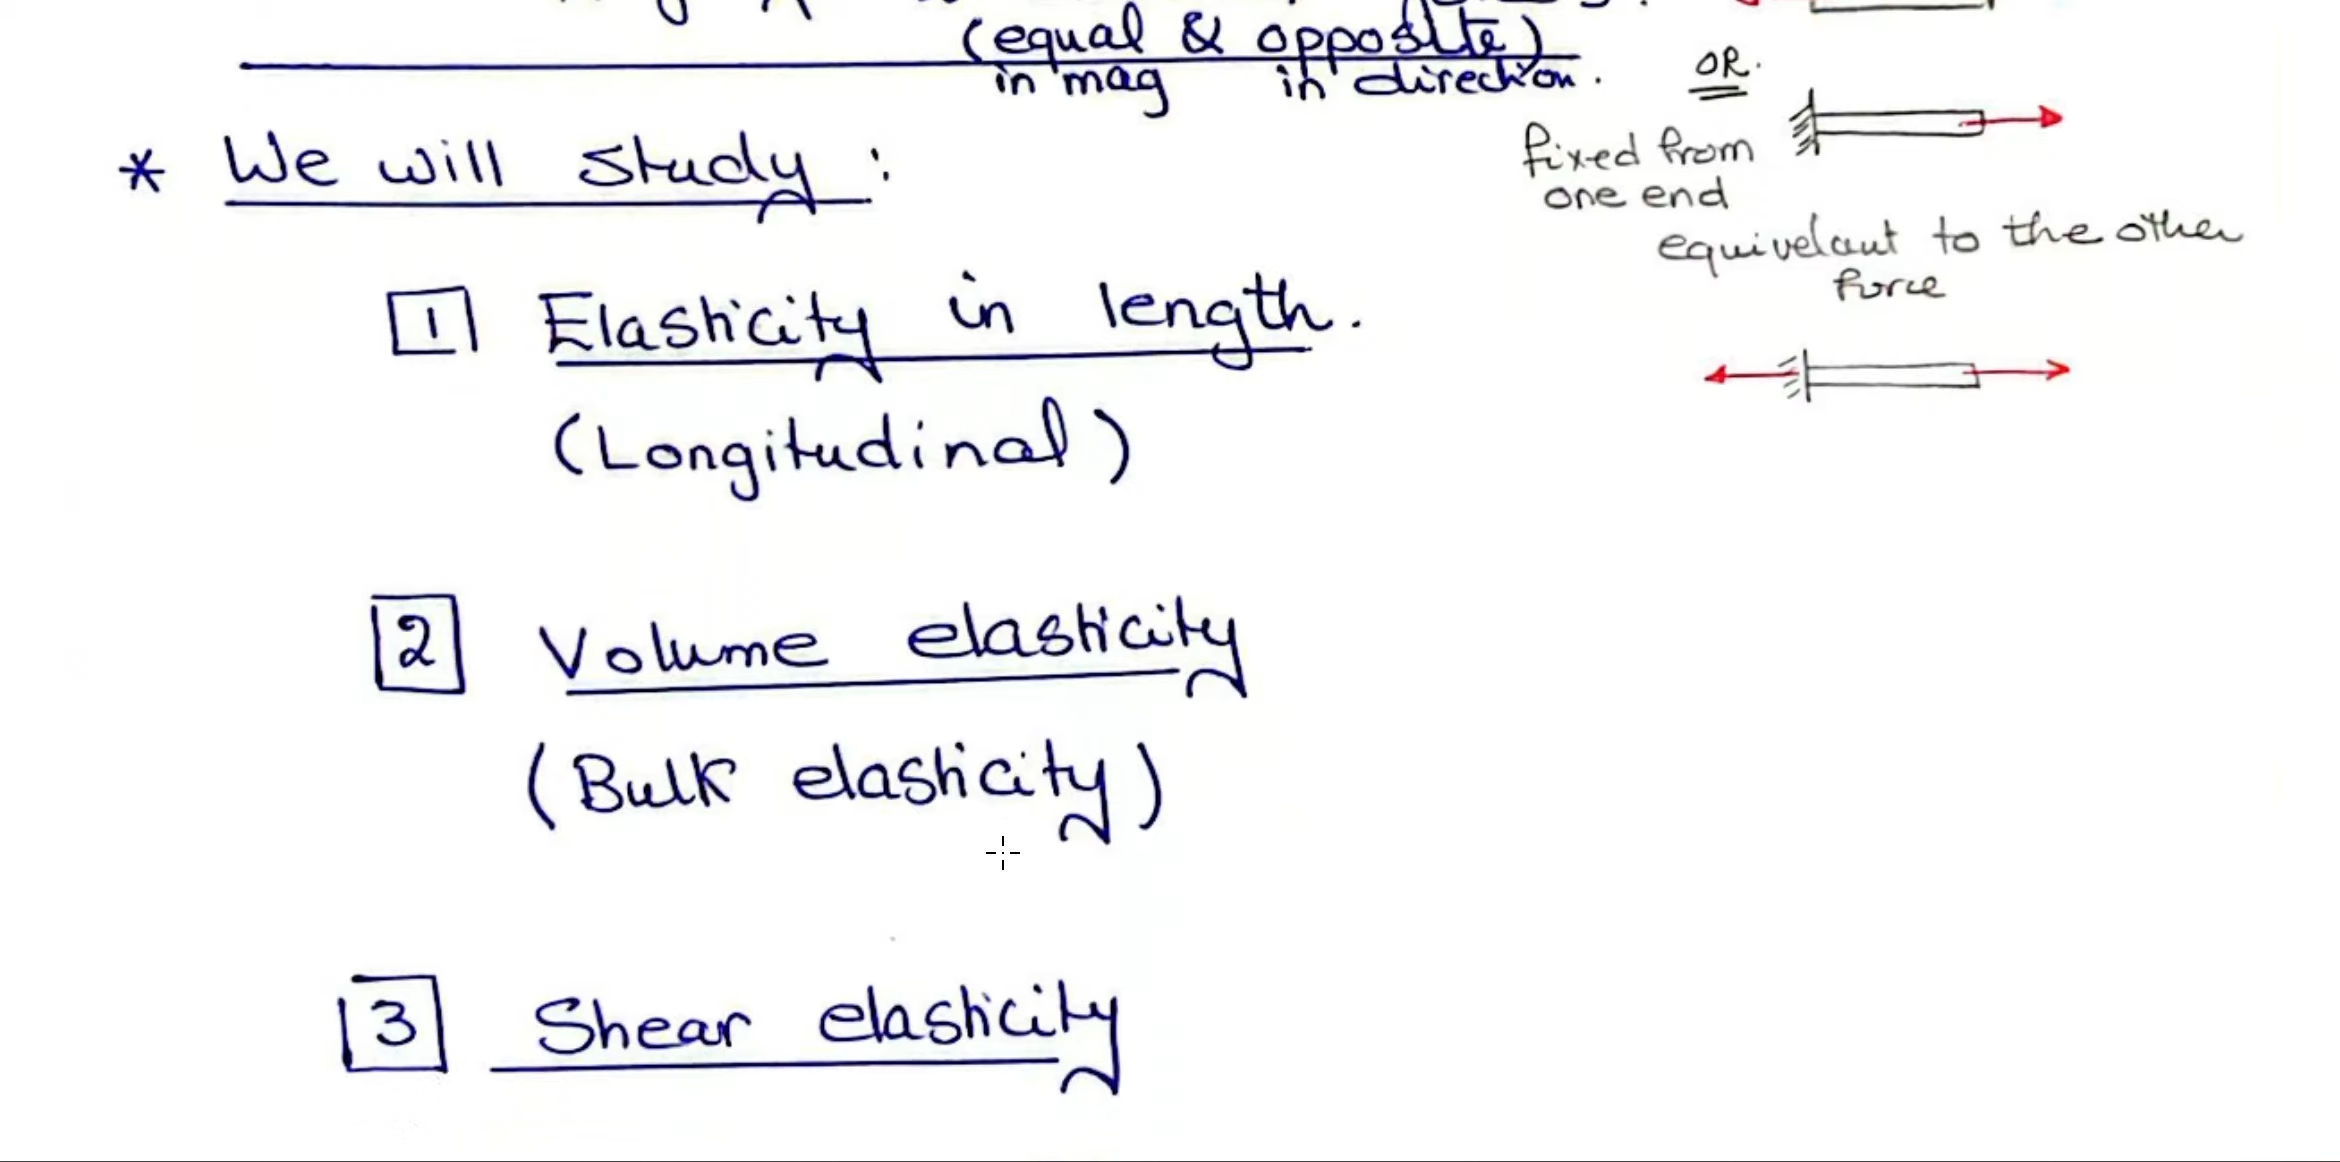 (equal & opposite)
in mag in direction.
OR.
* We will study :
fixed from
one end
equivelant to the other
force
1 Elasticity in length.
(Longitudinal)
2 Volume elasticity
(Bulk elasticity)
3 Shear elasticity